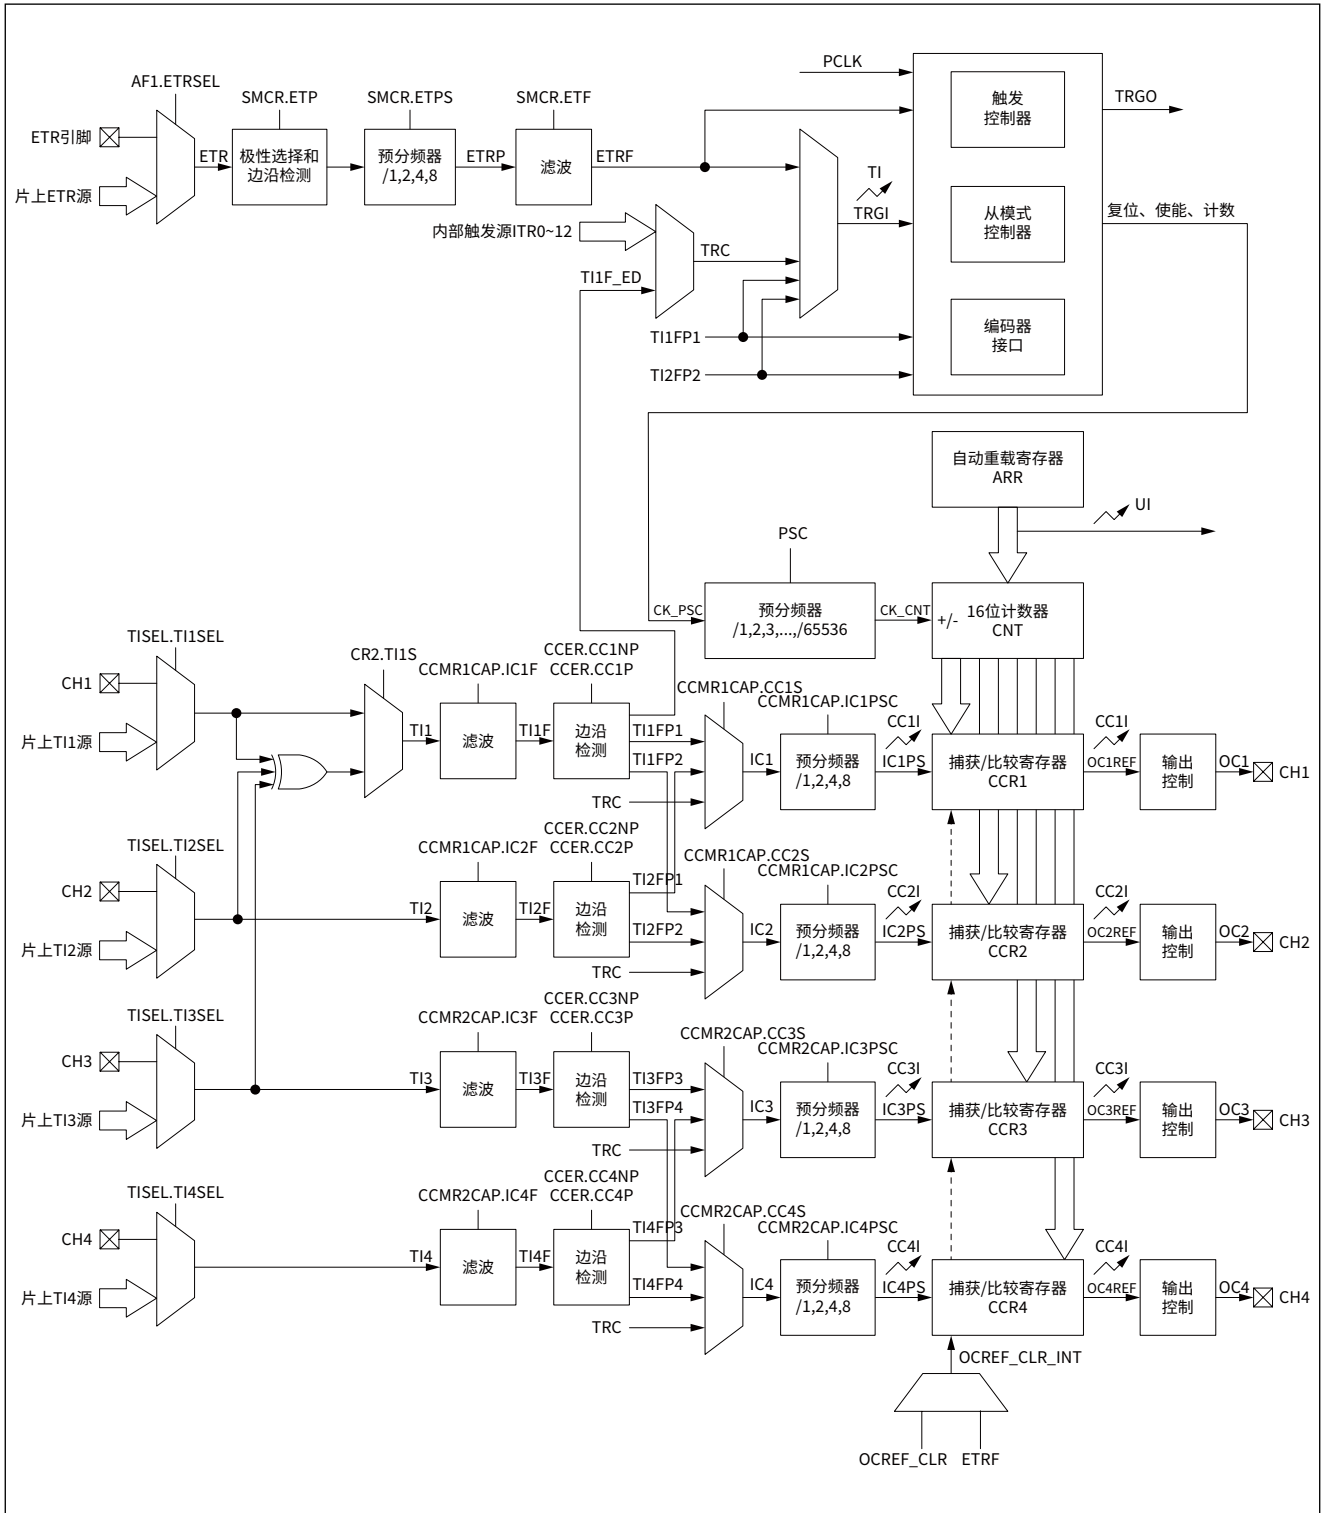 PCLK
触发
控制器
TRGO
AF1.ETRSEL
SMCR.ETP
SMCR.ETPS
SMCR.ETF
ETR引脚
片上ETR源
ETR
极性选择和
边沿检测
预分频器
/1,2,4,8
ETRP
滤波
ETRF
TI
TRGI
从模式
控制器
复位、使能、计数
内部触发源ITR0~12
TRC
TI1F_ED
编码器
接口
TI1FP1
TI2FP2
自动重载寄存器
ARR
UI
PSC
CK_PSC
预分频器
/1,2,3,...,/65536
CK_CNT
+/-
16位计数器
CNT
TISEL.TI1SEL
CH1
片上TI1源
CR2.TI1S
TI1
CCMR1CAP.IC1F
滤波
TI1F
CCER.CC1NP
CCER.CC1P
边沿
检测
TI1FP1
TI1FP2
TRC
CCMR1CAP.CC1S
IC1
CCMR1CAP.IC1PSC
预分频器
/1,2,4,8
CC1I
IC1PS
捕获/比较寄存器
CCR1
CC1I
OC1REF
输出
控制
OC1
CH1
TISEL.TI2SEL
CH2
片上TI2源
TI2
CCMR1CAP.IC2F
滤波
TI2F
CCER.CC2NP
CCER.CC2P
边沿
检测
TI2FP1
TI2FP2
TRC
CCMR1CAP.CC2S
IC2
CCMR1CAP.IC2PSC
预分频器
/1,2,4,8
CC2I
IC2PS
捕获/比较寄存器
CCR2
CC2I
OC2REF
输出
控制
OC2
CH2
TISEL.TI3SEL
CH3
片上TI3源
TI3
CCMR2CAP.IC3F
滤波
TI3F
CCER.CC3NP
CCER.CC3P
边沿
检测
TI3FP3
TI3FP4
TRC
CCMR2CAP.CC3S
IC3
CCMR2CAP.IC3PSC
预分频器
/1,2,4,8
CC3I
IC3PS
捕获/比较寄存器
CCR3
CC3I
OC3REF
输出
控制
OC3
CH3
TISEL.TI4SEL
CH4
片上TI4源
TI4
CCMR2CAP.IC4F
滤波
TI4F
CCER.CC4NP
CCER.CC4P
边沿
检测
TI4FP3
TI4FP4
TRC
CCMR2CAP.CC4S
IC4
CCMR2CAP.IC4PSC
预分频器
/1,2,4,8
CC4I
IC4PS
捕获/比较寄存器
CCR4
CC4I
OC4REF
输出
控制
OC4
CH4
OCREF_CLR_INT
OCREF_CLR
ETRF